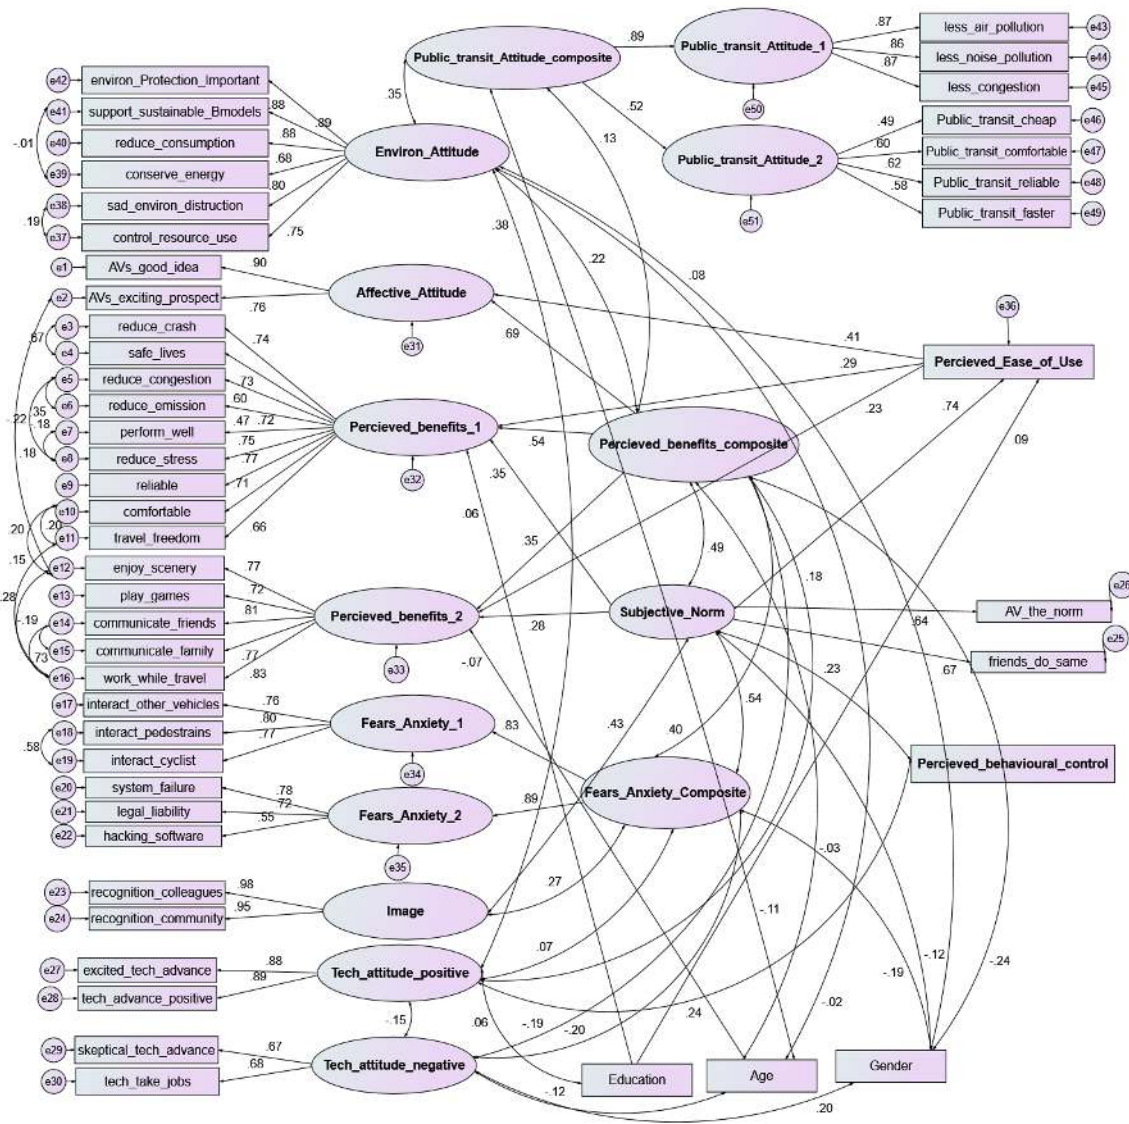 Public_transit_Attitude_composite
.89
Public_transit_Attitude_1
.87
less_air_pollution
e43
.86
less_noise_pollution
e44
.87
less_congestion
e45
e50
e42
environ_Protection_Important
.89
e41
support_sustainable_Bmodels
.88
-.01
e40
reduce_consumption
.88
e39
conserve_energy
.68
e38
sad_environ_distruction
.80
.19
e37
control_resource_use
.75
Environ_Attitude
.35
.52
.13
Public_transit_Attitude_2
.49
Public_transit_cheap
e46
.60
Public_transit_comfortable
e47
.62
Public_transit_reliable
e48
.58
Public_transit_faster
e49
e51
.38
.22
.08
e1
AVs_good_idea
.90
e2
AVs_exciting_prospect
.76
Affective_Attitude
e31
.69
.41
e36
Percieved_Ease_of_Use
.29
.23
.74
.09
e3
reduce_crash
.74
.67
e4
safe_lives
e5
reduce_congestion
.73
e6
reduce_emission
.60
.35
e7
perform_well
.47
.72
-.18
e8
reduce_stress
.75
.77
-.22
.18
e9
reliable
.71
e10
comfortable
.20
e11
travel_freedom
.66
Percieved_benefits_1
e32
.54
Percieved_benefits_composite
.35
.06
.35
.49
.18
.20
.15
.28
-.19
e12
enjoy_scenery
.77
e13
play_games
.72
e14
communicate_friends
.81
.73
e15
communicate_family
.77
e16
work_while_travel
.83
Percieved_benefits_2
e33
.28
-.07
Subjective_Norm
e26
AV_the_norm
e25
friends_do_same
.64
.67
.23
.54
.43
.40
e17
interact_other_vehicles
.76
e18
interact_pedestrains
.80
.58
e19
interact_cyclist
.77
Fears_Anxiety_1
e34
.83
Percieved_behavioural_control
e20
system_failure
.78
e21
legal_liability
.72
e22
hacking_software
.55
Fears_Anxiety_2
e35
.89
Fears_Anxiety_Composite
-.03
.27
e23
recognition_colleagues
.98
e24
recognition_community
.95
Image
-.11
.07
e27
excited_tech_advance
.88
e28
tech_advance_positive
.89
Tech_attitude_positive
-.19
-.12
-.24
-.02
.24
-.15
.06
-.19
-.20
e29
skeptical_tech_advance
.67
e30
tech_take_jobs
.68
Tech_attitude_negative
-.12
Education
Age
Gender
.20